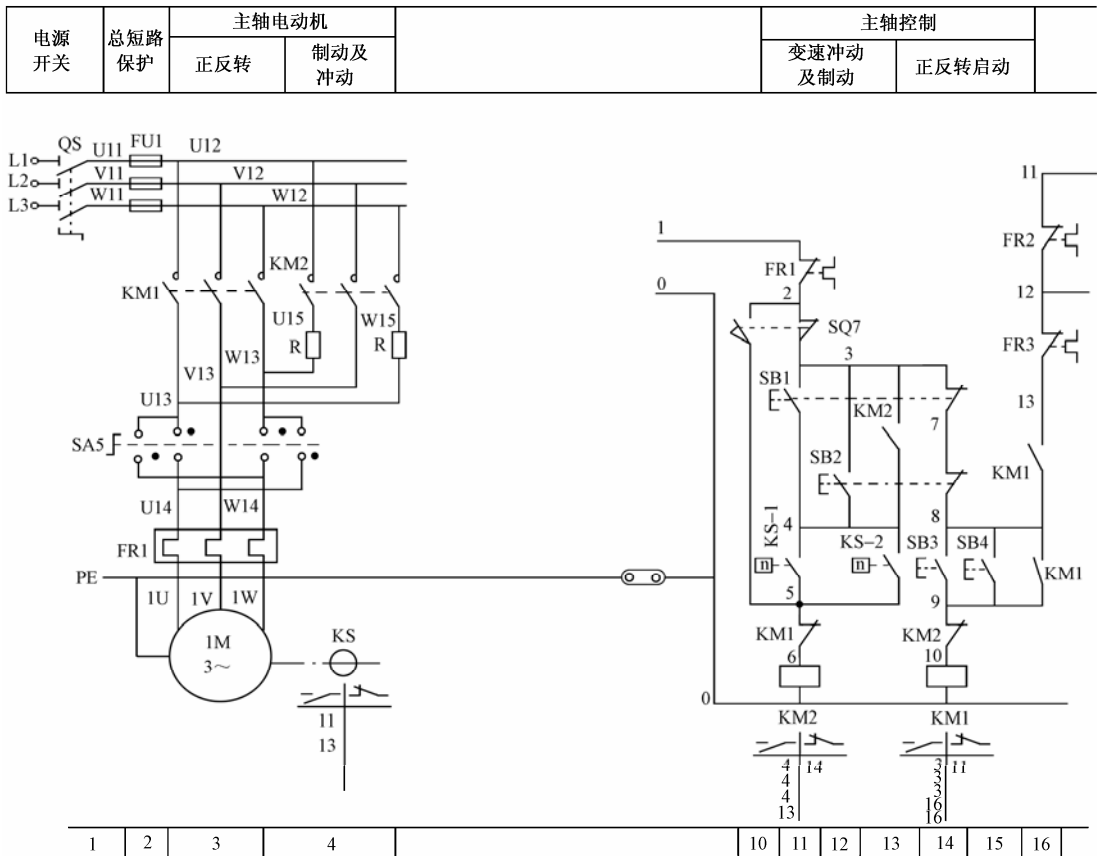 电源
开关
总短路
保护
主轴电动机
正反转
制动及
冲动
主轴控制
变速冲动
及制动
正反转启动
QS
FU1
L1
U11
U12
L2
V11
V12
L3
W11
W12
KM1
KM2
U15
W15
R
R
W13
V13
U13
SA5
U14
W14
FR1
PE
1U
1V
1W
1M
3～
KS
11
13
1
0
FR1
2
SQ7
3
SB1
KM2
7
SB2
4
8
KS-1
KS-2
SB3
SB4
KM1
n
n
5
9
KM1
KM2
6
10
0
KM2
KM1
4 14
4
4
13
3 11
3
3
16
16
11
FR2
12
FR3
13
KM1
1
2
3
4
10
11
12
13
14
15
16